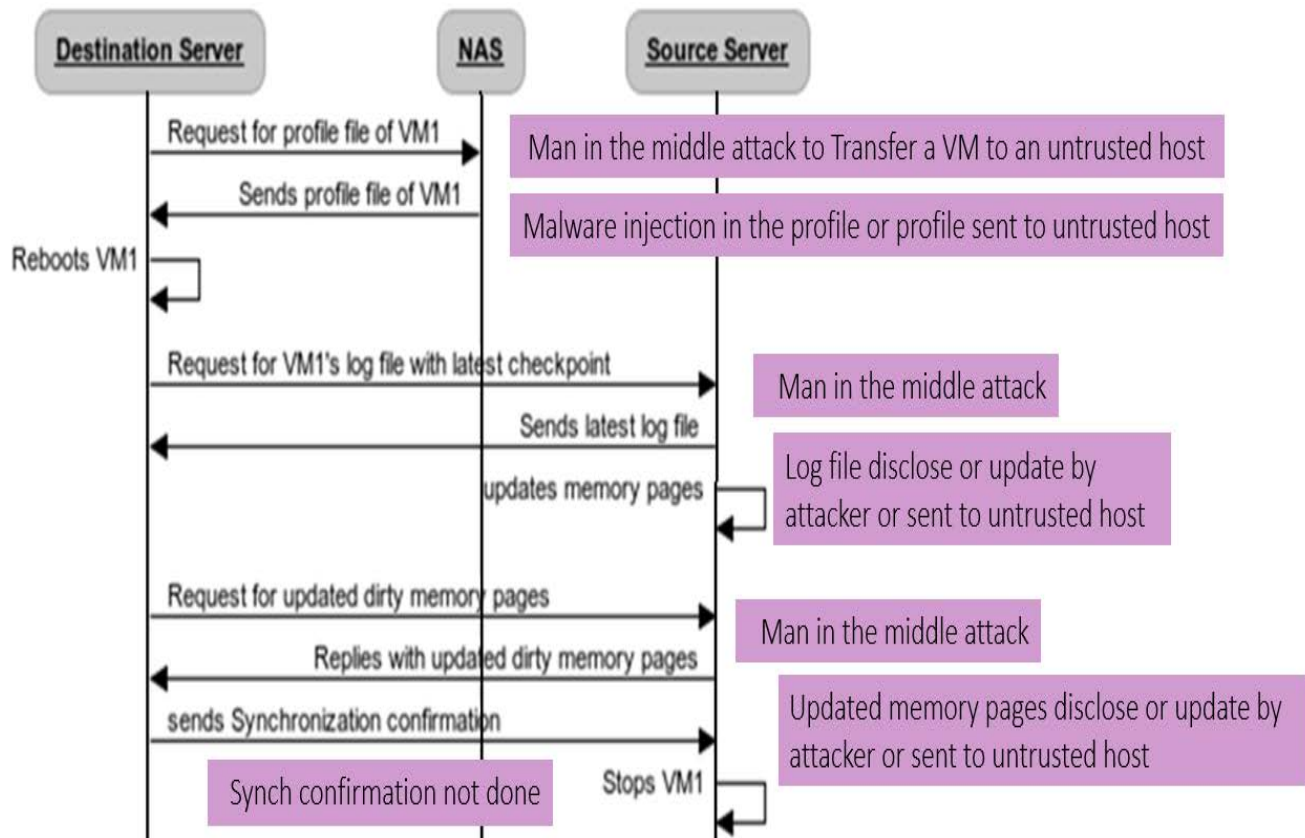 Destination Server
NAS
Source Server
Request for profile file of VM1
Man in the middle attack to Transfer a VM to an untrusted host
Sends profile file of VM1
Malware injection in the profile or profile sent to untrusted host
Reboots VM1
Request for VM1's log file with latest checkpoint
Man in the middle attack
Sends latest log file
Log file disclose or update by
attacker or sent to untrusted host
updates memory pages
Request for updated dirty memory pages
Man in the middle attack
Replies with updated dirty memory pages
Updated memory pages disclose or update by
attacker or sent to untrusted host
sends Synchronization confirmation
Synch confirmation not done
Stops VM1